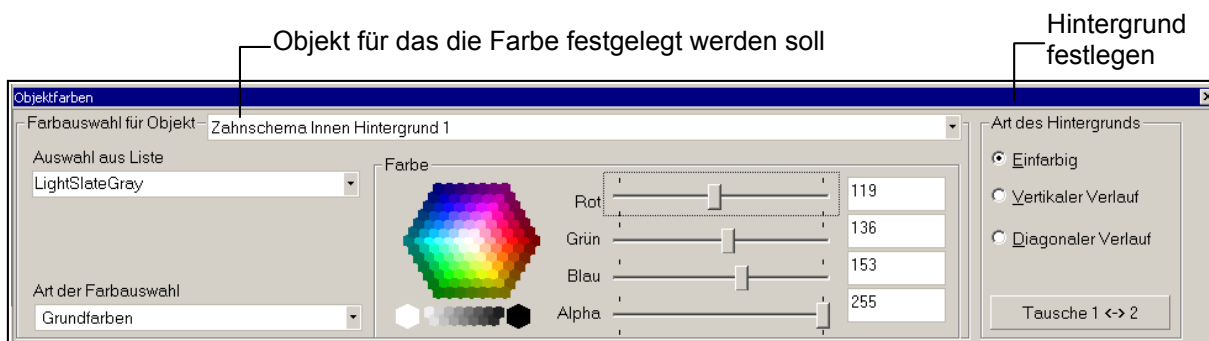 Objekt für das die Farbe festgelegt werden soll
Hintergrund
festlegen
Objektfarben
Farbauswahl für Objekt
Zahnschema Innen Hintergrund 1
Auswahl aus Liste
LightSlateGray
Art der Farbauswahl
Grundfarben
Farbe
Rot
119
Grün
136
Blau
153
Alpha
255
Art des Hintergrunds
Einfarbig
Vertikaler Verlauf
Diagonaler Verlauf
Tausche 1 <-> 2